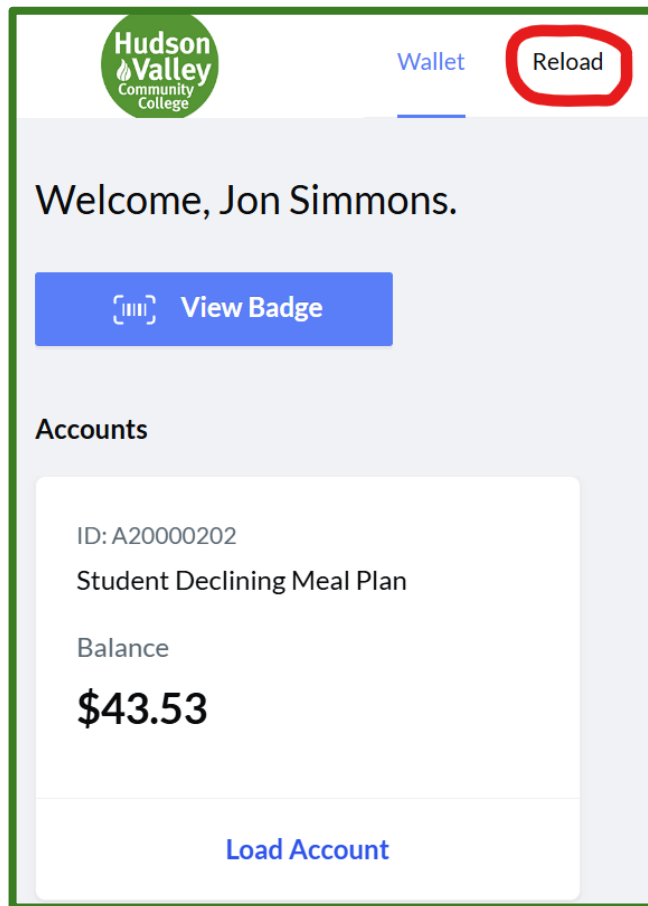 Hudson
Valley
Community
College
Wallet
Reload
Welcome, Jon Simmons.
View Badge
Accounts
ID: A20000202
Student Declining Meal Plan
Balance
$43.53
Load Account